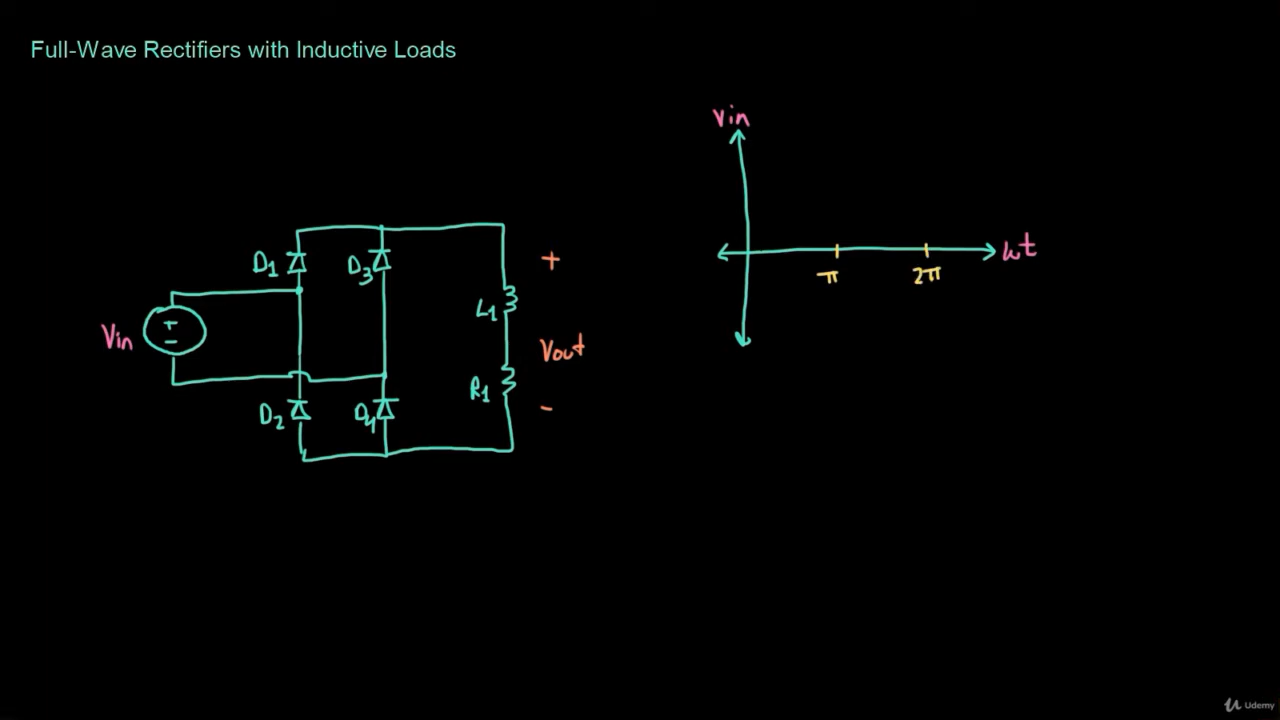 Full-Wave Rectifiers with Inductive Loads
Vin
D1
D3
+
L1
ωt
π
2π
+
-
Vin
Vout
R1
D2
D4
-
Udemy